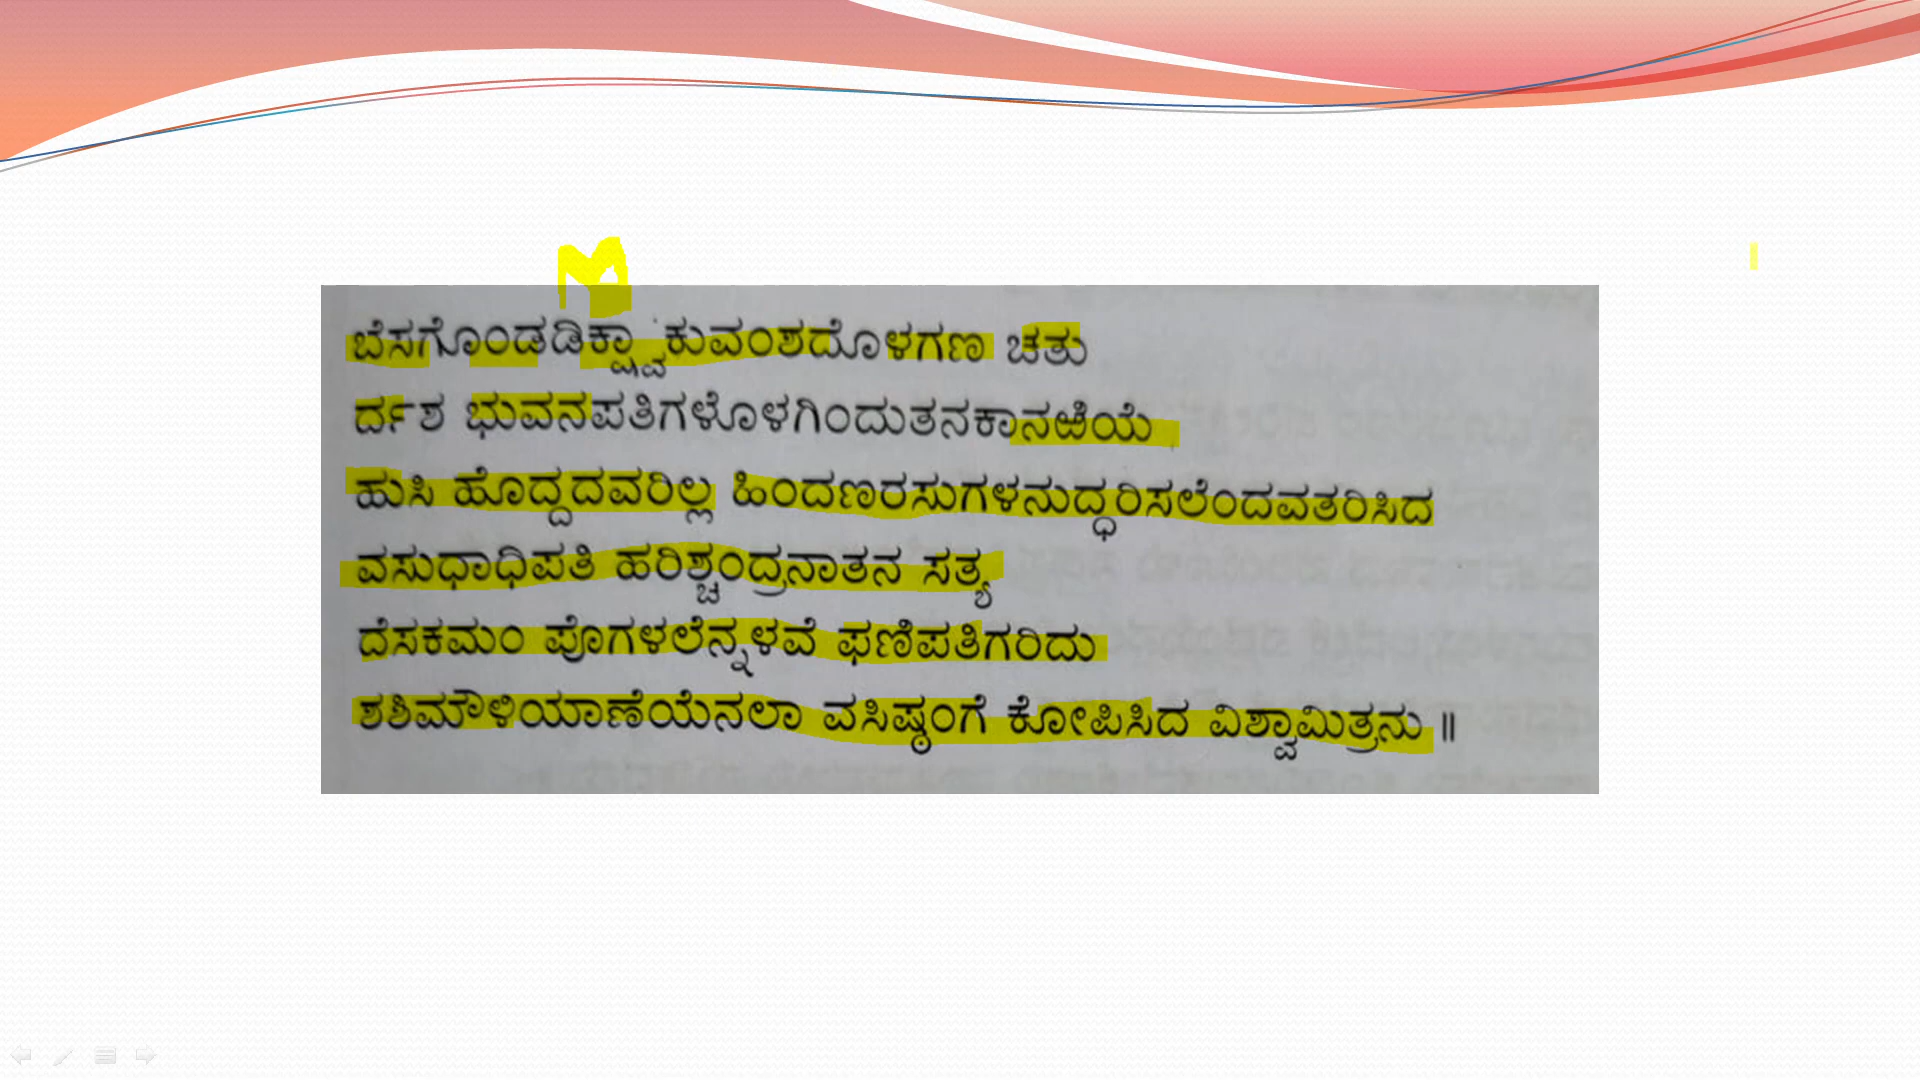 ಬೆಸಗೊಂಡಡಿಕ್ಷ್ವಾಕುವಂಶದೊಳಗಣ ಚತು
ರ್ದಶ ಭುವನಪತಿಗಳೊಳಗಿಂದುತನಕಾನಱಿಯೆ
ಹುಸಿ ಹೊದ್ದದವರಿಲ್ಲ ಹಿಂದಣರಸುಗಳನುದ್ಧರಿಸಲೆಂದವತರಿಸಿದ
ವಸುಧಾಧಿಪತಿ ಹರಿಶ್ಚಂದ್ರನಾತನ ಸತ್ಯ
ದೆಸಕಮಂ ಪೊಗಳಲೆನ್ನಳವೆ ಫಣಿಪತಿಗರಿದು
ಶಶಿಮೌಳಿಯಾಣೆಯೆನಲಾ ವಸಿಷ್ಠಂಗೆ ಕೋಪಿಸಿದ ವಿಶ್ವಾಮಿತ್ರನು ॥